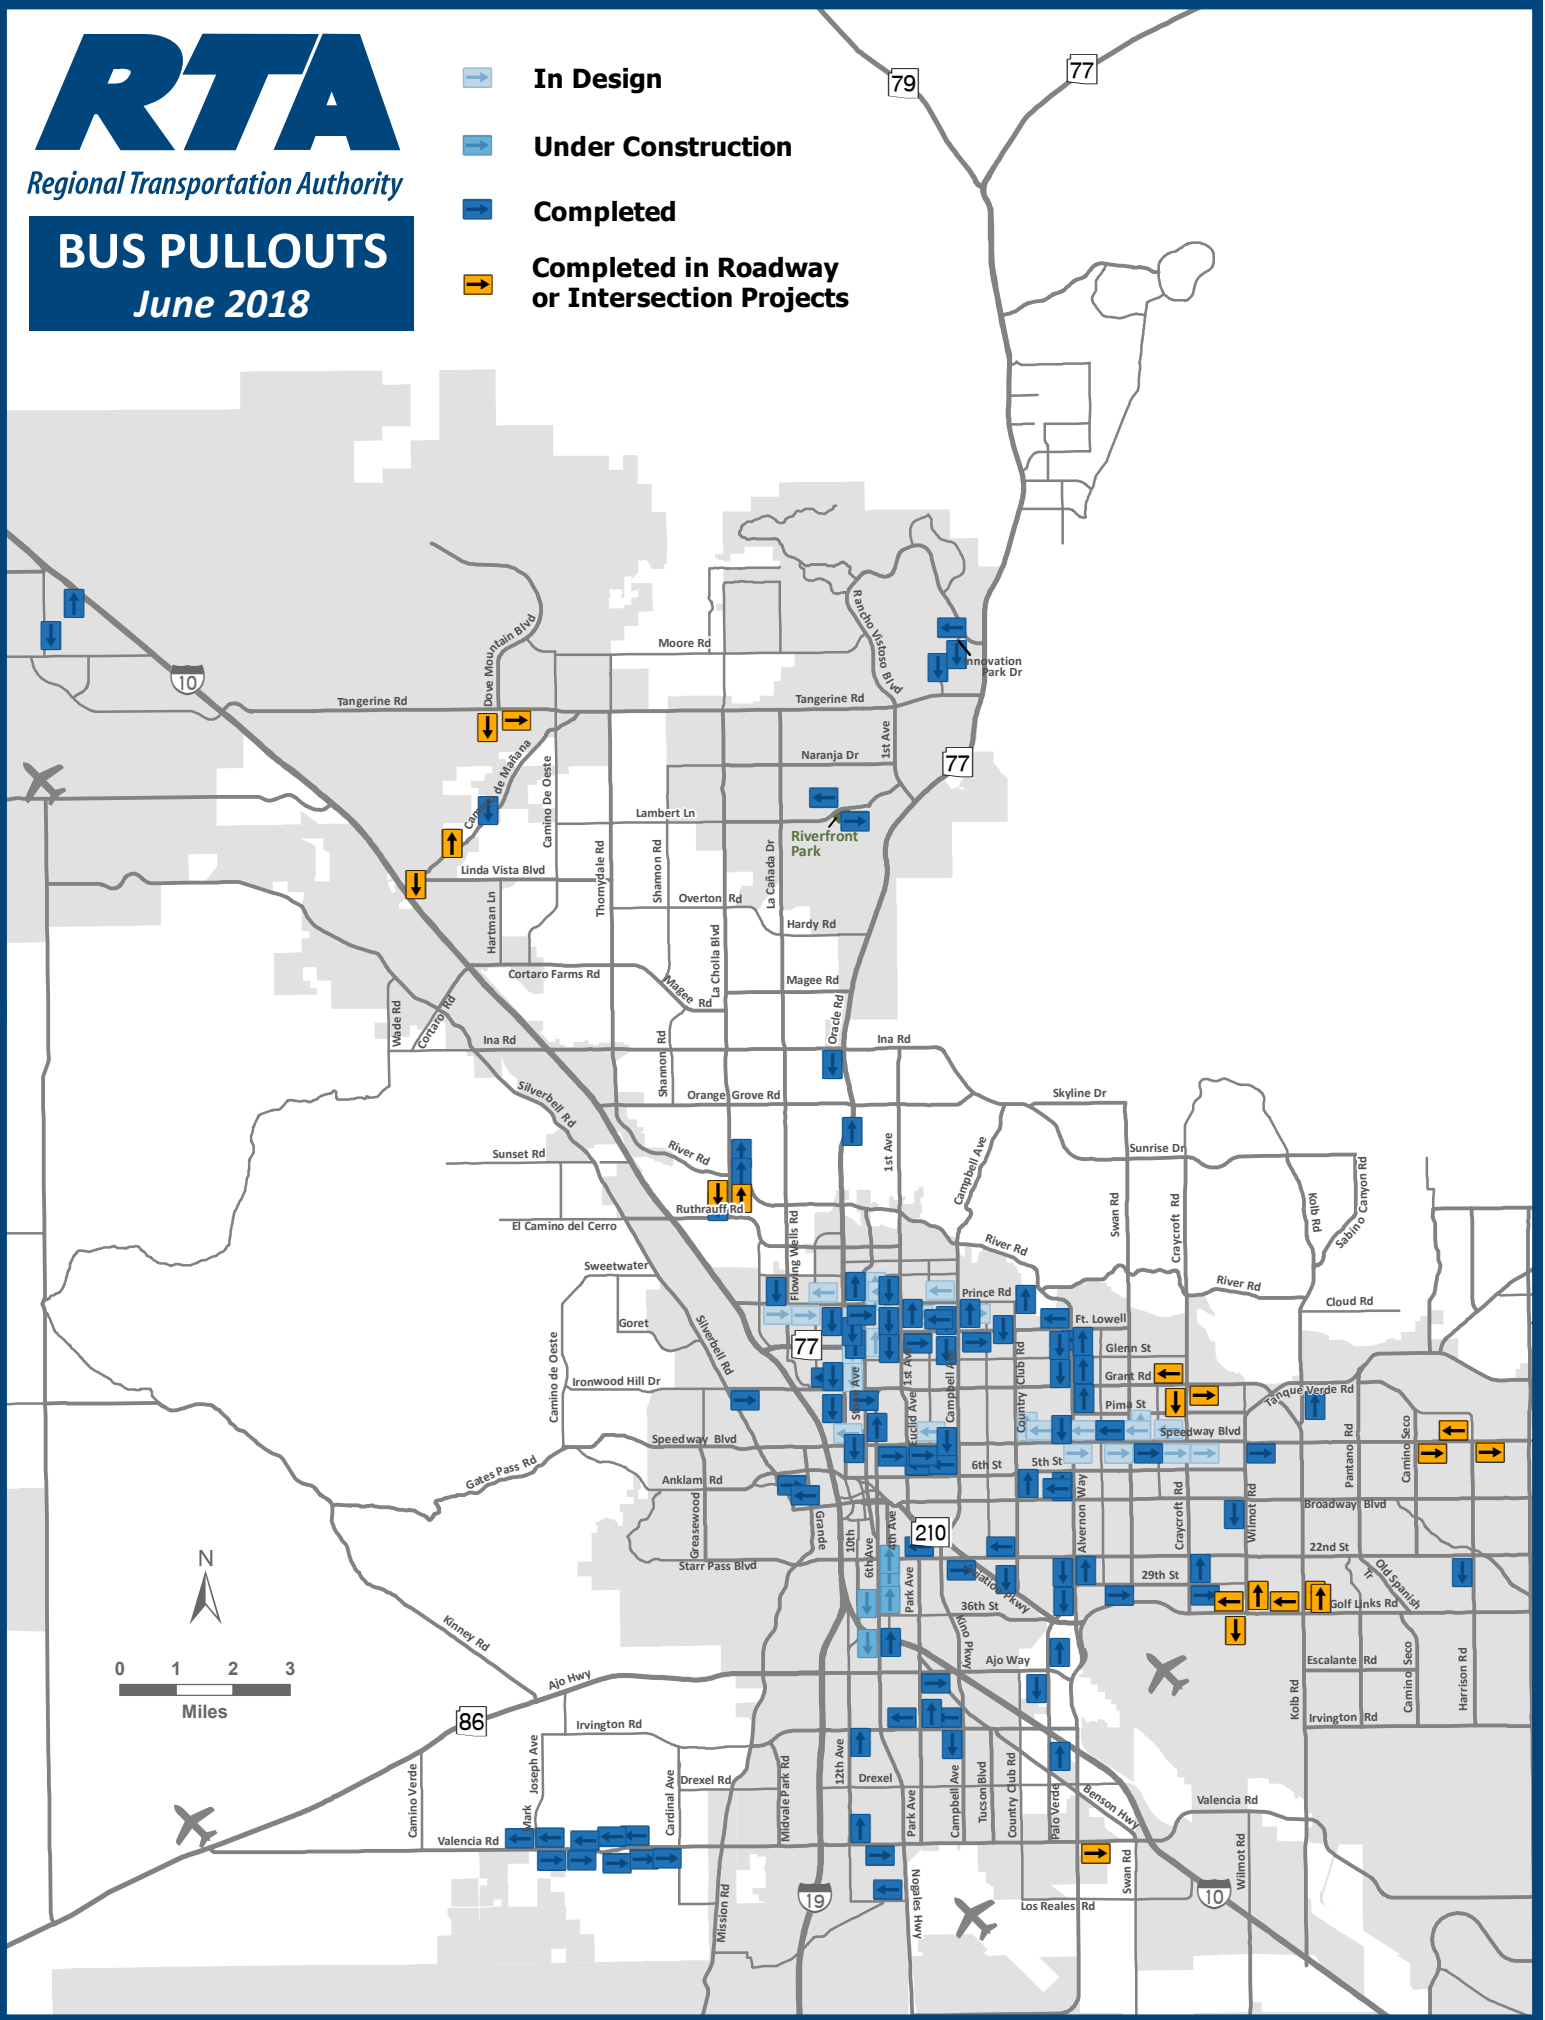 RTA
Regional Transportation Authority
BUS PULLOUTS
June 2018
In Design
Under Construction
Completed
Completed in Roadway
or Intersection Projects
79
77
10
Moore Rd
Dove Mountain Blvd
Rancho Vistoso Blvd
Park Dr
Tangerine Rd
Tangerine Rd
1st Ave
77
Naranja Dr
Camino De Oeste
Lambert Ln
Riverfront
Park
Linda Vista Blvd
Thornydale Rd
Shannon Rd
La Cañada Dr
Hartman Ln
Overton Rd
Hardy Rd
La Cholla Blvd
Cortaro Farms Rd
Magee Rd
Magee Rd
Wade Rd
Cortaro Rd
Oracle Rd
Ina Rd
Ina Rd
Shannon Rd
Silverbell Rd
Orange Grove Rd
Skyline Dr
Sunset Rd
River Rd
1st Ave
Campbell Ave
Sunrise Dr
Swan Rd
Craycroft Rd
Kolb Rd
Sabino Canyon Rd
Ruthrauff Rd
El Camino del Cerro
Flowing Wells Rd
River Rd
Sweetwater
River Rd
Prince Rd
Cloud Rd
Goret
Silverbell Rd
77
Ft. Lowell
Glenn St
Camino de Oeste
Ironwood Hill Dr
1st Ave
Campbell Ave
Country Club Rd
Grant Rd
Tanque Verde Rd
Pima St
Euclid Ave
Speedway Blvd
Speedway Blvd
Pantano Rd
Camino Seco
Gates Pass Rd
Anklam Rd
6th St
5th St
Greasewood
Grande
10th
6th Ave
4th Ave
210
Alvernon Way
Craycroft Rd
Wilmot Rd
Broadway Blvd
22nd St
Starr Pass Blvd
Park Ave
29th St
Old Spanish
Tr
36th St
Golf Links Rd
N
Kinney Rd
Kino Pkwy
Ajo Way
Escalante Rd
Camino Seco
Harrison Rd
0 1 2 3
Miles
Ajo Hwy
86
Kolb Rd
Irvington Rd
Irvington Rd
Joseph Ave
Mark
Camino Verde
Cardinal Ave
Drexel Rd
Midvale Park Rd
12th Ave
Drexel
Park Ave
Campbell Ave
Tucson Blvd
Country Club Rd
Palo Verde
Benson Hwy
Valencia Rd
Valencia Rd
Swan Rd
Wilmot Rd
Mission Rd
19
Nogales Hwy
Los Reales Rd
10